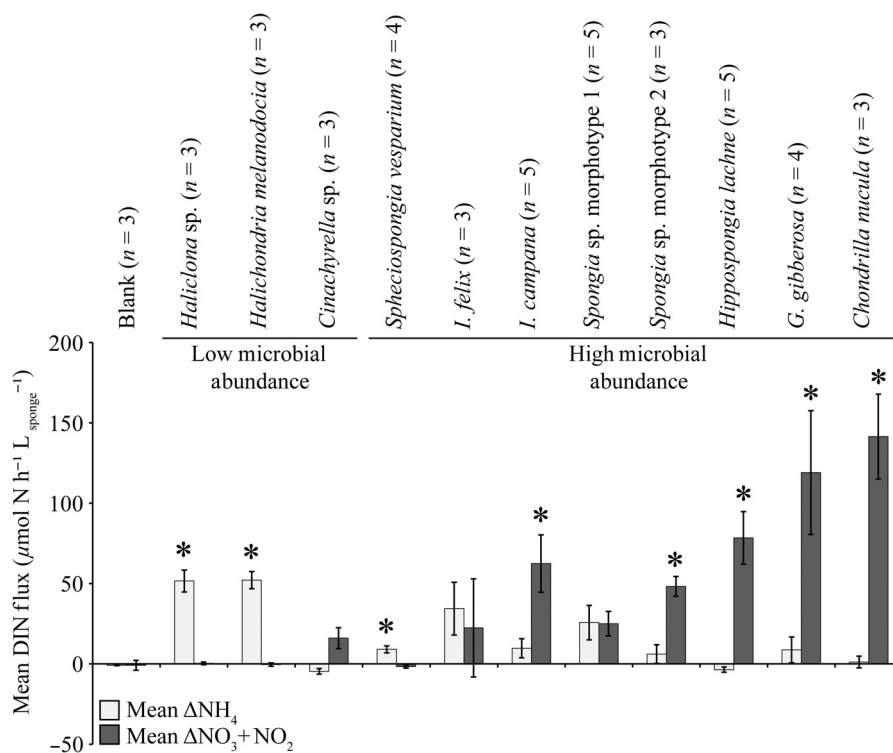 Blank (n = 3)
Haliclona sp. (n = 3)
Halichondria melanodocia (n = 3)
Cinachyrella sp. (n = 3)
Spheciospongia vesparium (n = 4)
I. felix (n = 3)
I. campana (n = 5)
Spongia sp. morphotype 1 (n = 5)
Spongia sp. morphotype 2 (n = 3)
Hippospongia lachne (n = 5)
G. gibberosa (n = 4)
Chondrilla nucula (n = 3)
Low microbial
abundance
High microbial
abundance
Mean DIN flux (µmol N h⁻¹ L sponge⁻¹)
200
150
100
50
0
−50
* * * * * * * *
Mean ΔNH₄
Mean ΔNO₃+ NO₂